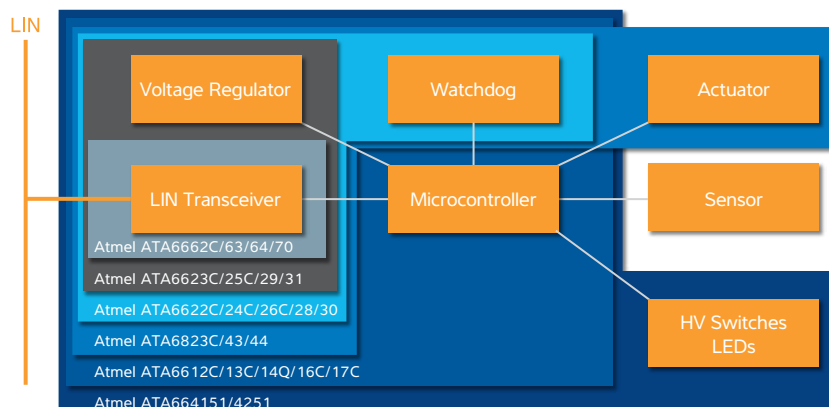 LIN
Voltage Regulator
Watchdog
Actuator
LIN Transceiver
Microcontroller
Sensor
Atmel ATA6662C/63/64/70
Atmel ATA6623C/25C/29/31
Atmel ATA6622C/24C/26C/28/30
HV Switches
LEDs
Atmel ATA6823C/43/44
Atmel ATA6612C/13C/14Q/16C/17C
Atmel ATA664151/4251